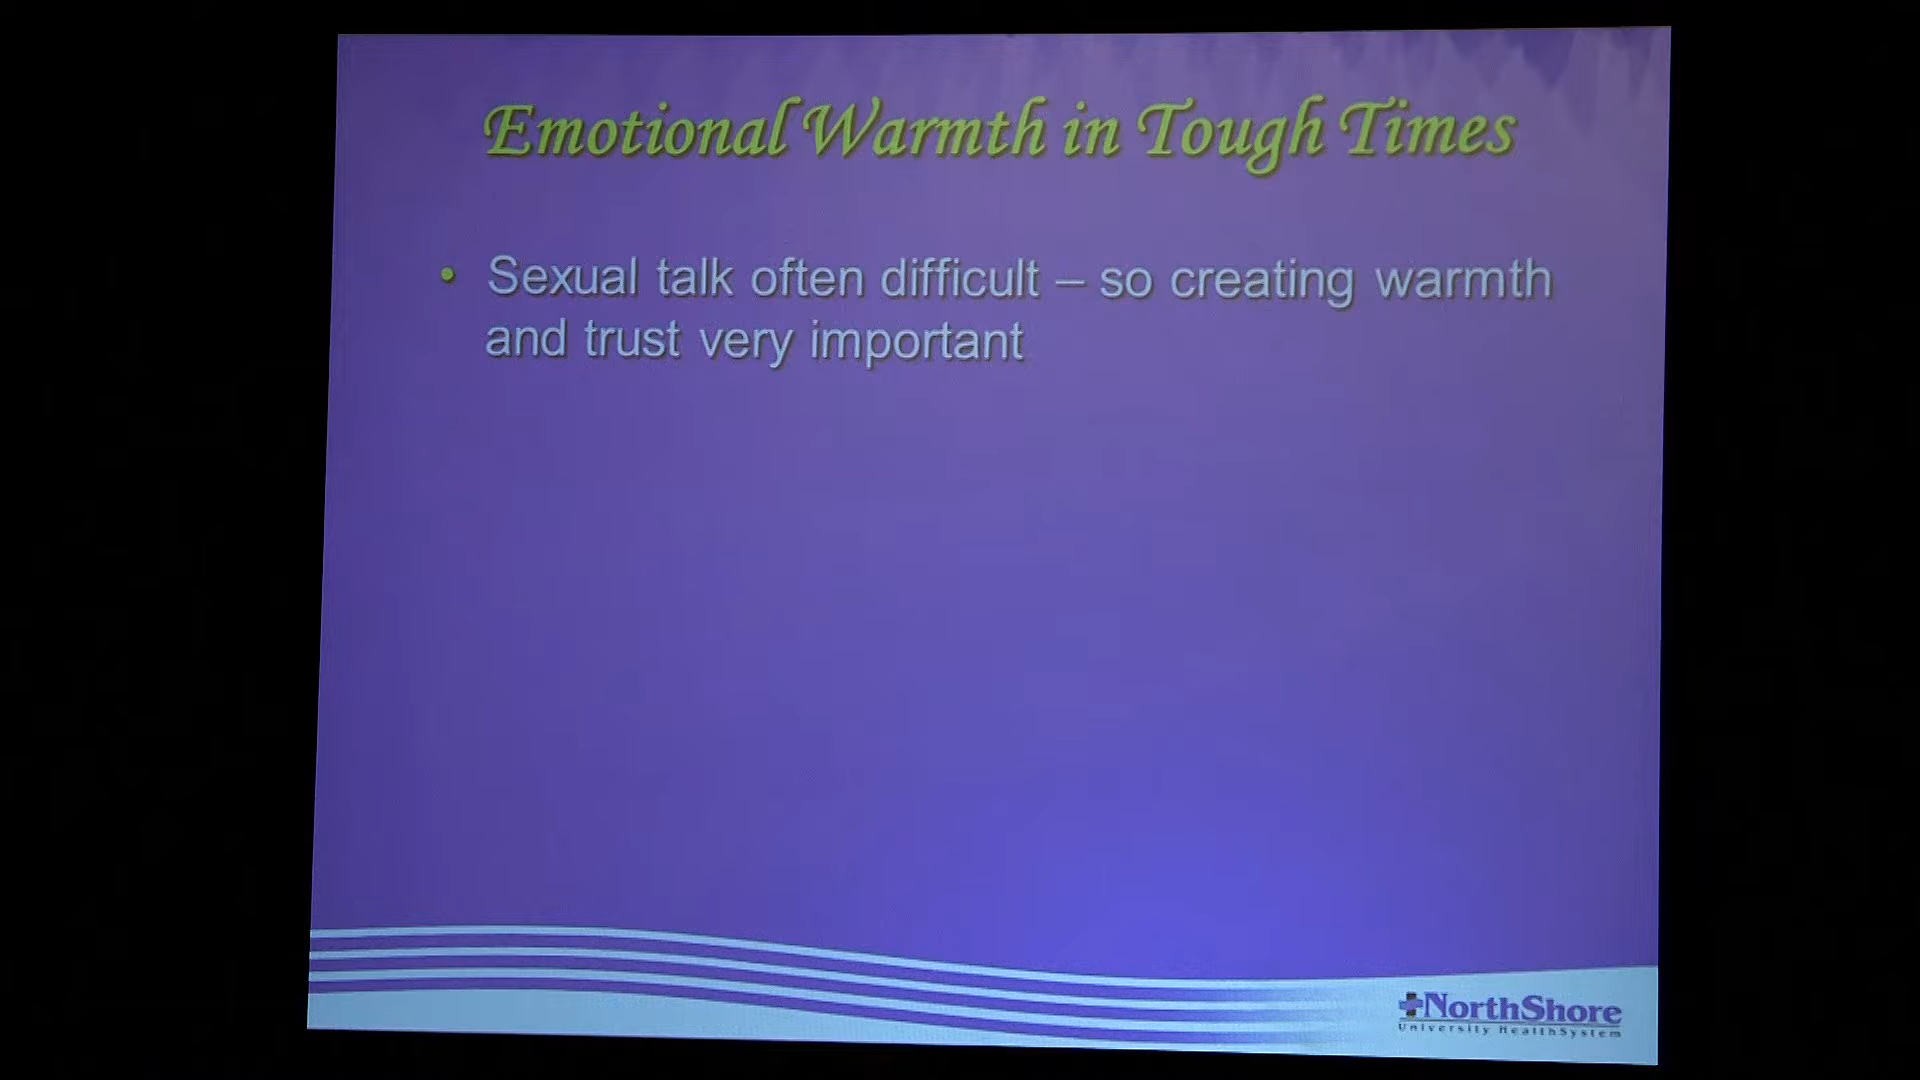 Emotional Warmth in Tough Times
• Sexual talk often difficult – so creating warmth
and trust very important
NorthShore
University HealthSystem